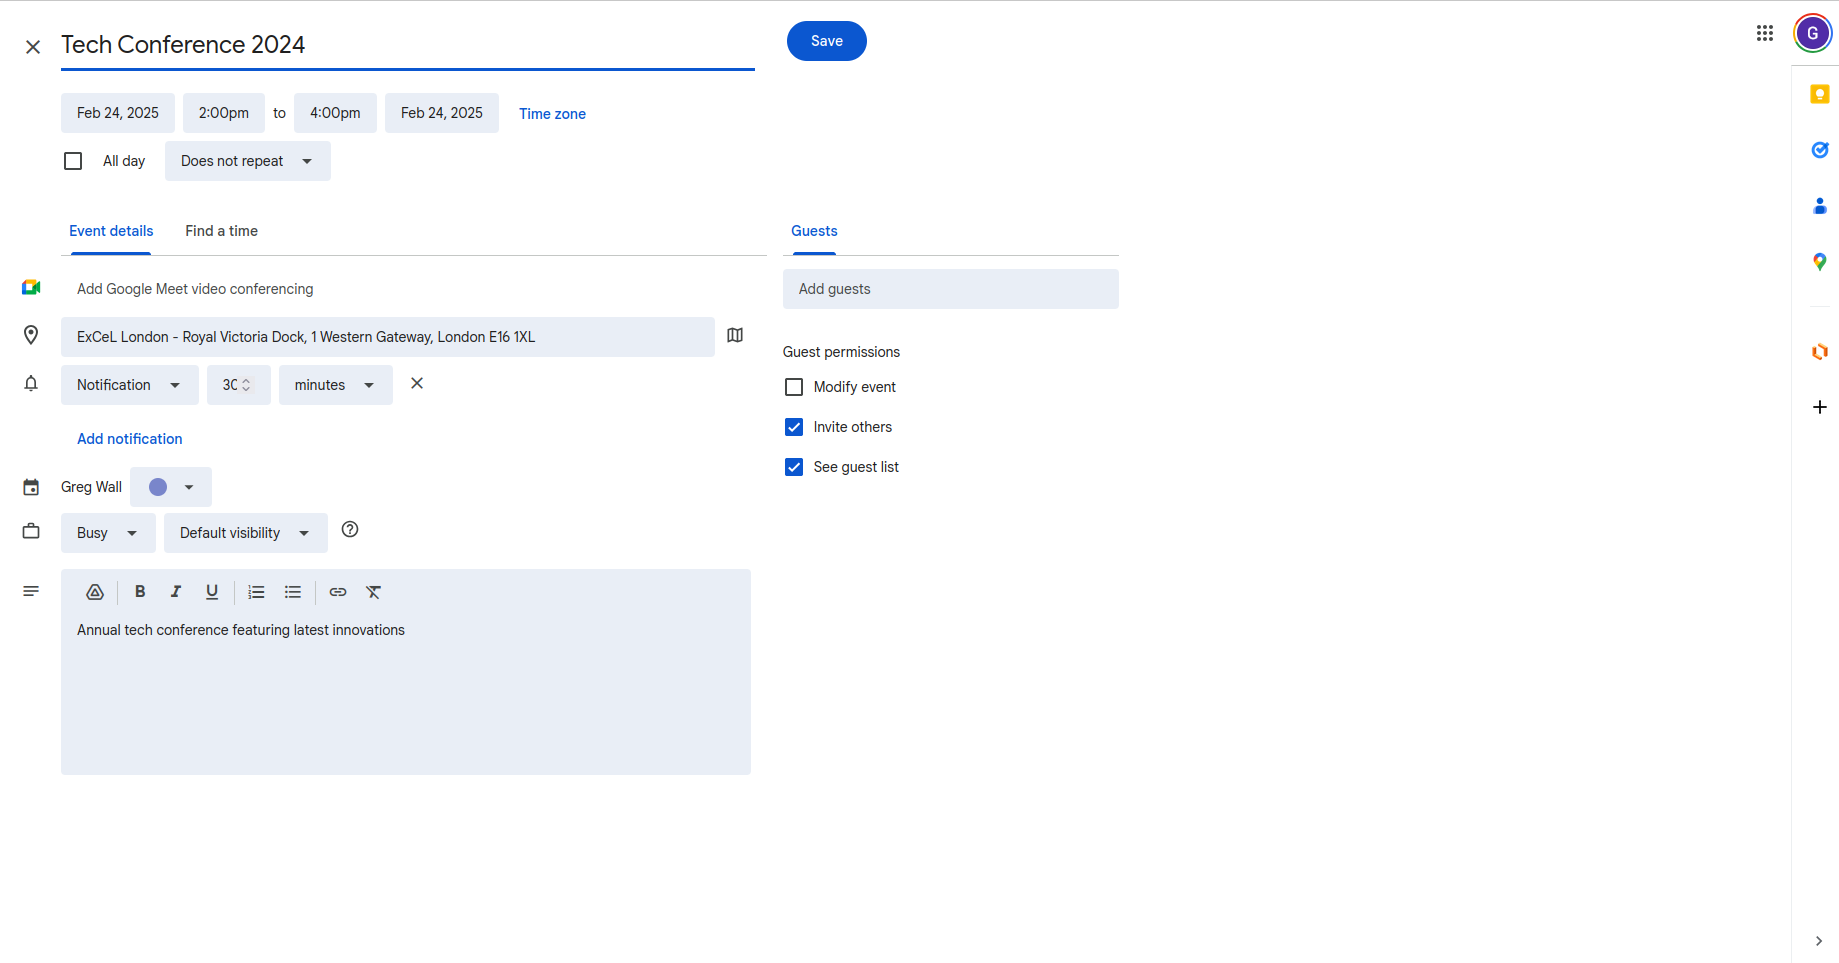 Tech Conference 2024
Save
G
Feb 24, 2025 2:00pm to 4:00pm Feb 24, 2025 Time zone
All day Does not repeat
Event details Find a time
Guests
Add Google Meet video conferencing
Add guests
ExCeL London - Royal Victoria Dock, 1 Western Gateway, London E16 1XL
Notification 30 minutes
Add notification
Guest permissions
Modify event
Invite others
See guest list
Greg Wall
Busy Default visibility
B I U
Annual tech conference featuring latest innovations